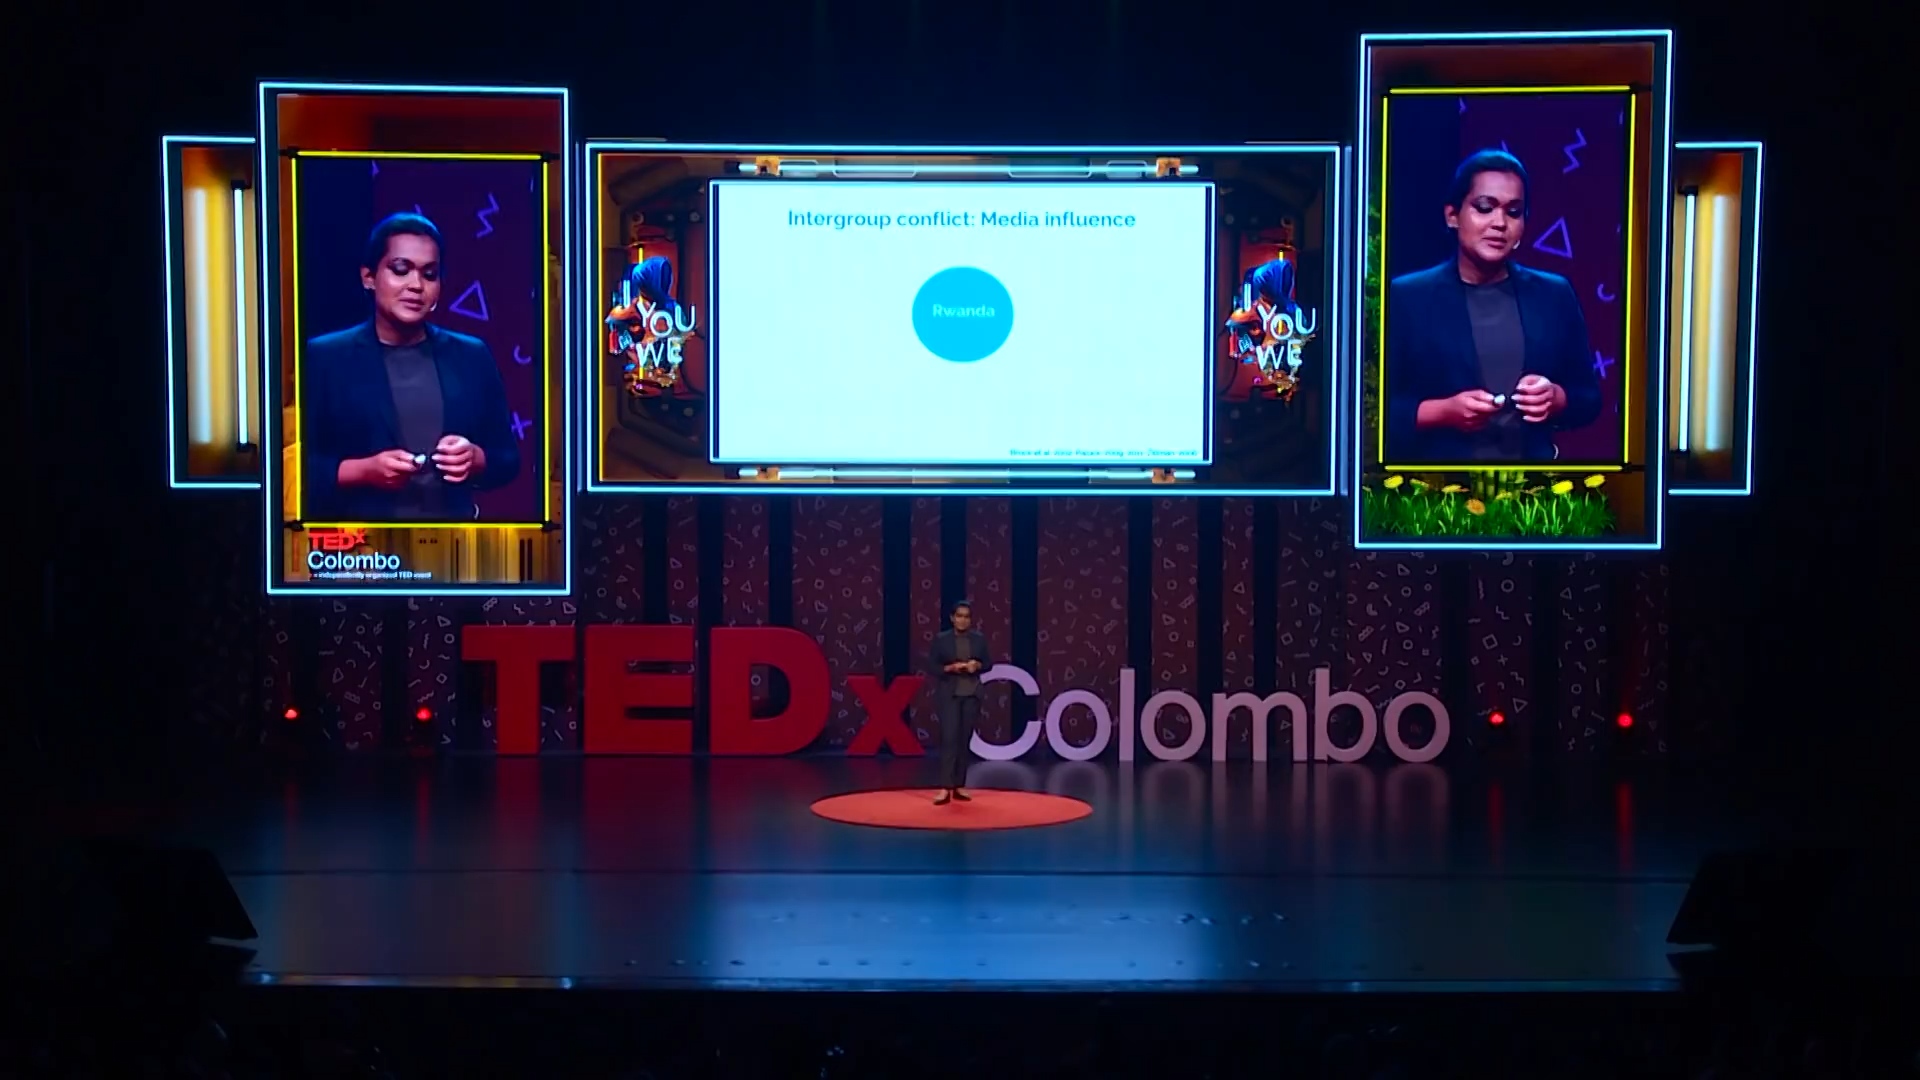 Intergroup conflict: Media influence
Rwanda
YOU
WE
YOU
WE
TEDx
Colombo
TEDxColombo